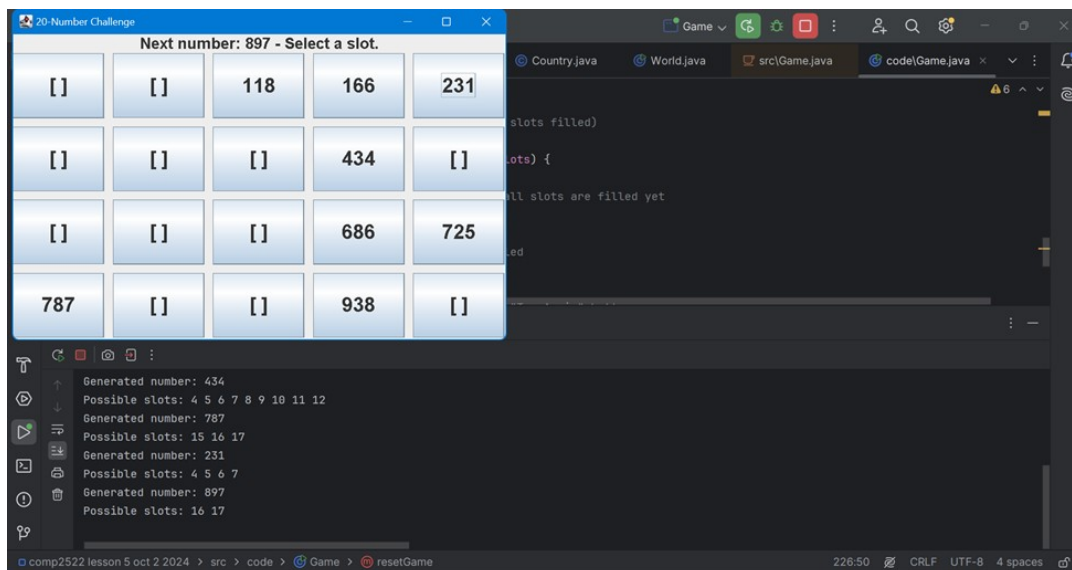 20-Number Challenge
Next number: 897 - Select a slot.
[ ] [ ] 118 166 231
[ ] [ ] [ ] 434 [ ]
[ ] [ ] [ ] 686 725
787 [ ] [ ] 938 [ ]
Game
Country.java World.java src\Game.java code\Game.java
6
slots filled)
lots) {
all slots are filled yet
ed
Generated number: 434
Possible slots: 4 5 6 7 8 9 10 11 12
Generated number: 787
Possible slots: 15 16 17
Generated number: 231
Possible slots: 4 5 6 7
Generated number: 897
Possible slots: 16 17
comp2522 lesson 5 oct 2 2024 > src > code > Game > resetGame
226:50 CRLF UTF-8 4 spaces